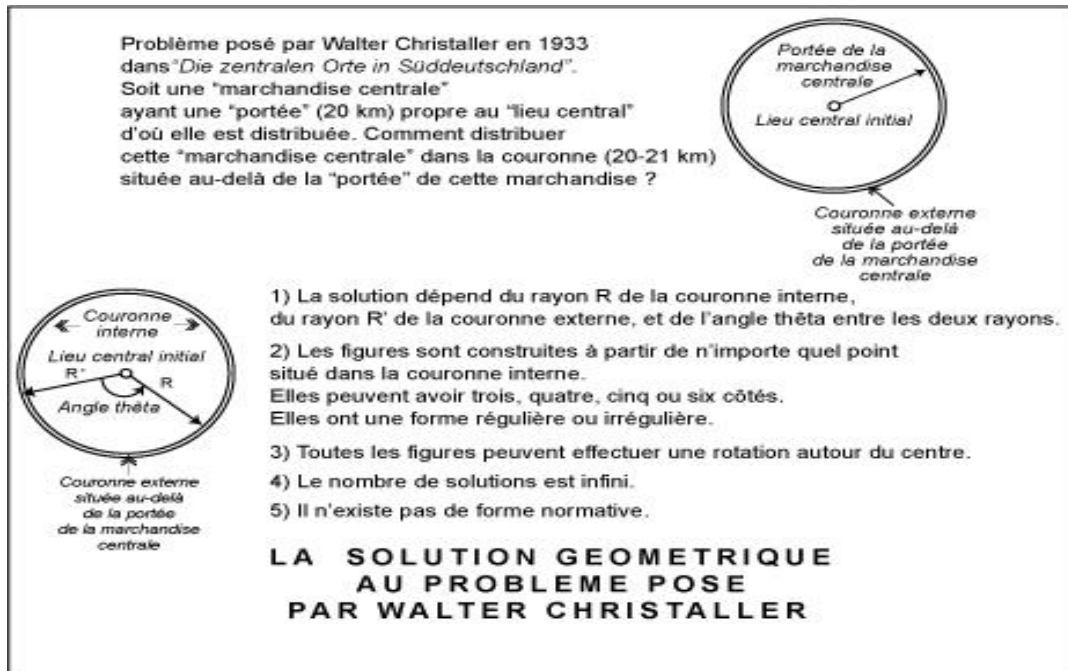 Problème posé par Walter Christaller en 1933
dans "Die zentralen Orte in Süddeutschland".
Soit une "marchandise centrale"
ayant une "portée" (20 km) propre au "lieu central"
d'où elle est distribuée. Comment distribuer
cette "marchandise centrale" dans la couronne (20-21 km)
située au-delà de la "portée" de cette marchandise ?
Portée de la
marchandise
centrale
Lieu central initial
Couronne externe
située au-delà
de la portée
de la marchandise
centrale
Couronne
interne
Lieu central initial
R'
R
Angle thêta
Couronne externe
située au-delà
de la portée
de la marchandise
centrale
1) La solution dépend du rayon R de la couronne interne,
du rayon R' de la couronne externe, et de l'angle thêta entre les deux rayons.
2) Les figures sont construites à partir de n'importe quel point
situé dans la couronne interne.
Elles peuvent avoir trois, quatre, cinq ou six côtés.
Elles ont une forme régulière ou irrégulière.
3) Toutes les figures peuvent effectuer une rotation autour du centre.
4) Le nombre de solutions est infini.
5) Il n'existe pas de forme normative.
LA SOLUTION GEOMETRIQUE
AU PROBLEME POSE
PAR WALTER CHRISTALLER